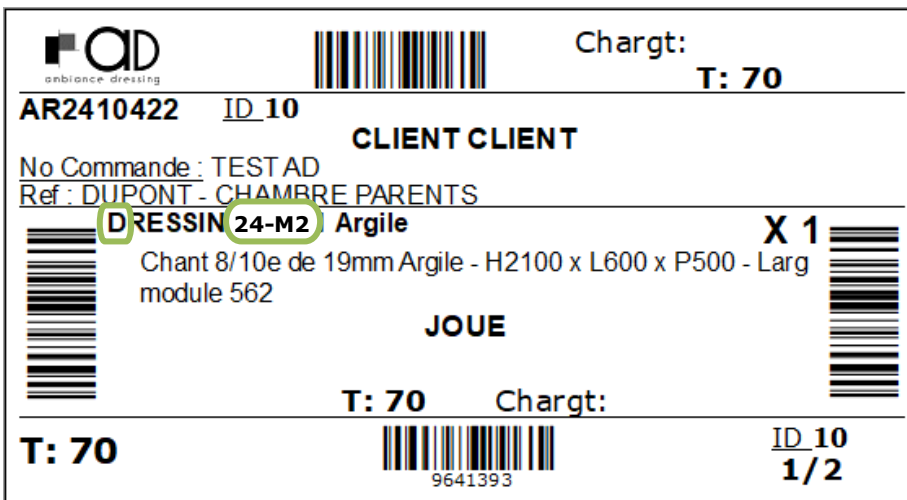 AD
ambiance dressing
Chargt:
T: 70
AR2410422 ID 10
CLIENT CLIENT
No Commande : TEST AD
Ref : DUPONT - CHAMBRE PARENTS
DRESSIN 24-M2 Argile
X 1
Chant 8/10e de 19mm Argile - H2100 x L600 x P500 - Larg
module 562
JOUE
T: 70 Chargt:
T: 70
9641393
ID 10
1/2